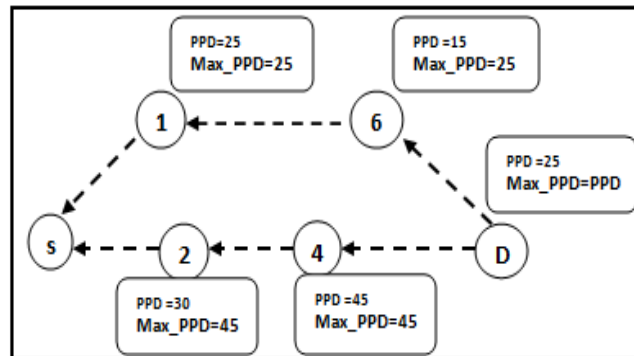 PPD=25
Max_PPD=25
PPD =15
Max_PPD=25
1
6
PPD =25
Max_PPD=PPD
s
2
4
D
PPD =30
Max_PPD=45
PPD =45
Max_PPD=45